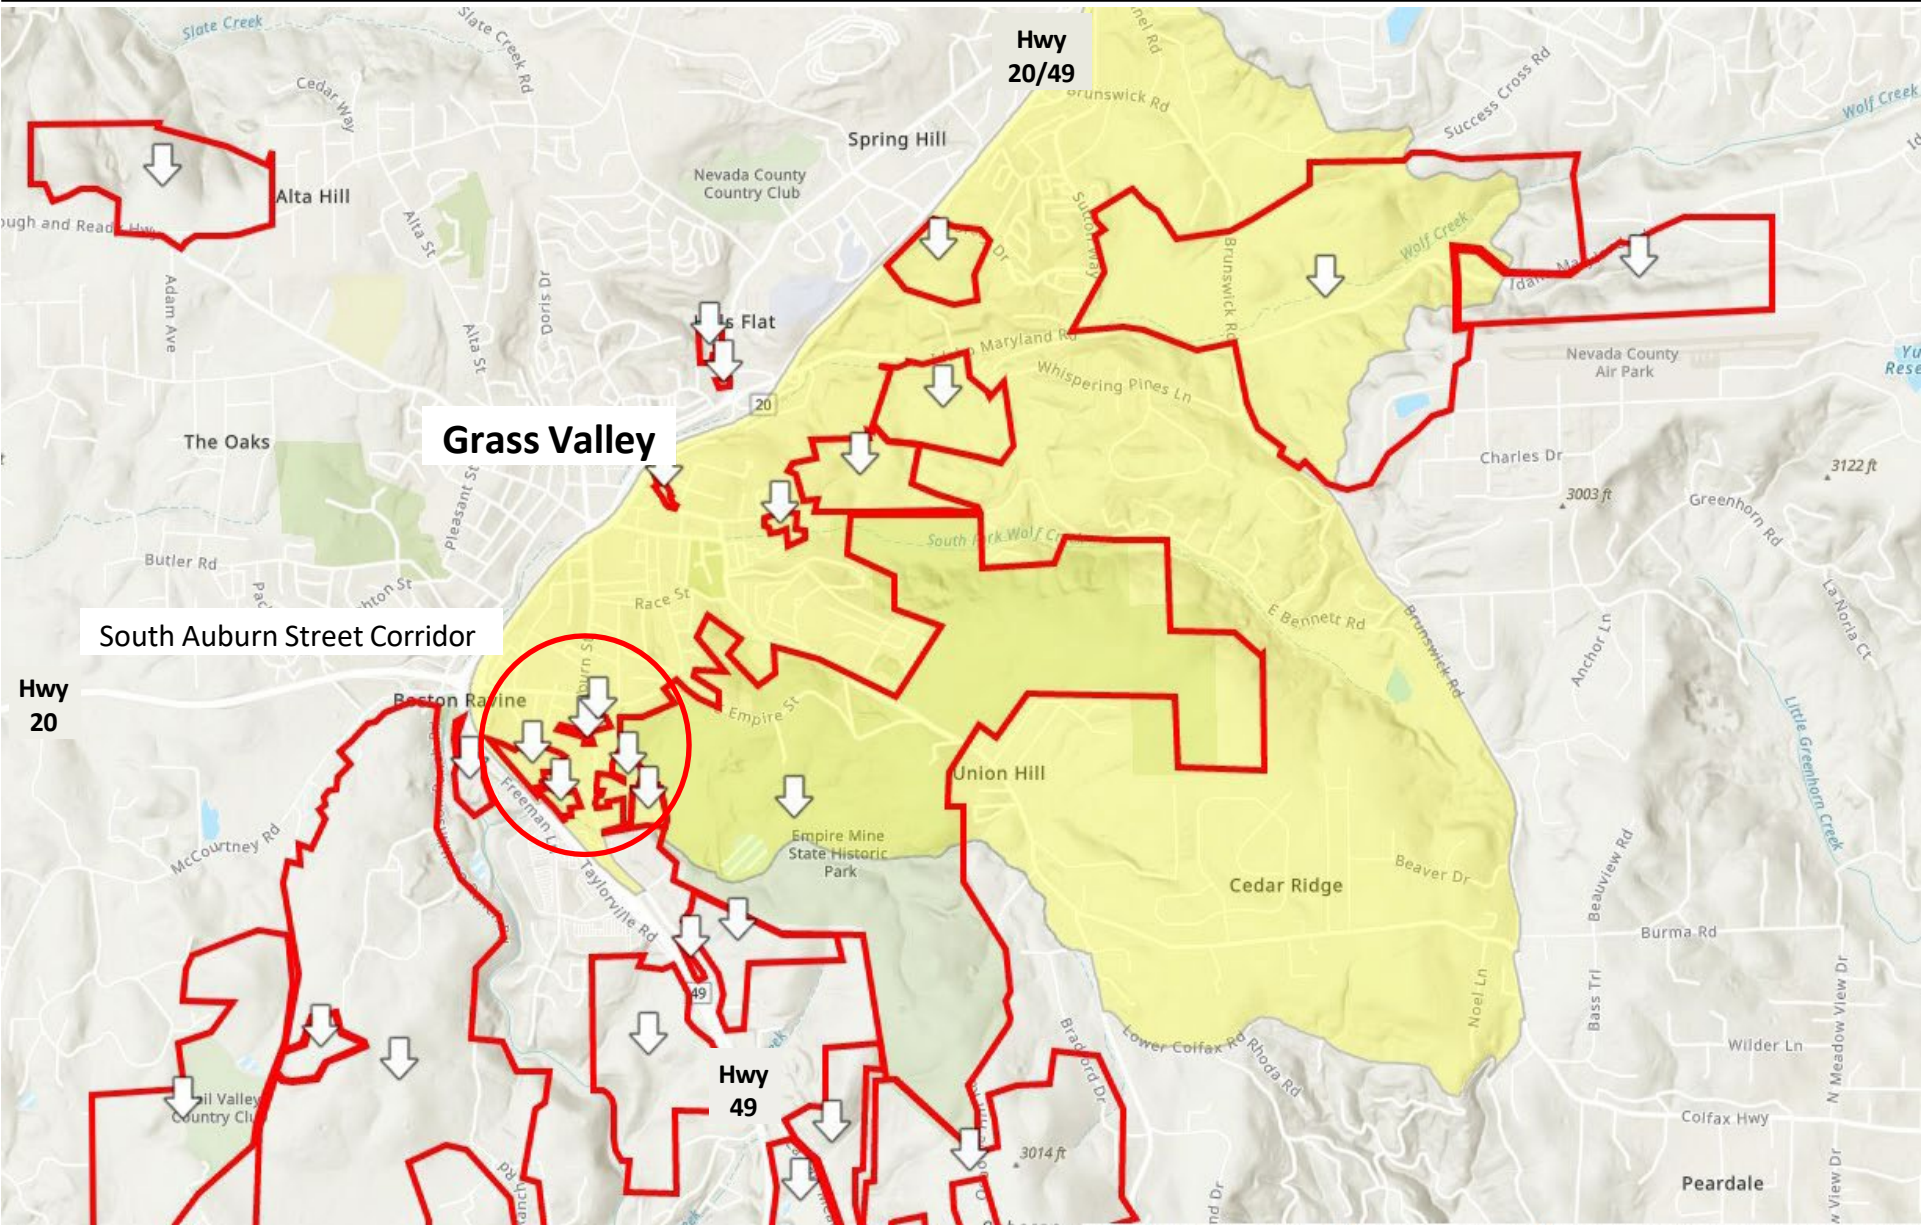 Slate Creek
Slate Creek Rd
Hwy
20/49
Brunswick Rd
Success Cross Rd
Wolf Creek
Cedar Way
Spring Hill
Nevada County
Country Club
Alta Hill
Alta St
Sutton Way
Brunswick Rd
Wolf Creek
Adam Ave
Doris Dr
Alta St
Idaho Maryland Rd
Whispering Pines Ln
Nevada County
Air Park
20
The Oaks
Grass Valley
Pleasant St
Charles Dr
3122 ft
3003 ft
Greenhorn Rd
Butler Rd
Race St
E Bennett Rd
Brunswick Rd
Anchor Ln
La Noria Ct
South Auburn Street Corridor
Hwy
20
Boston Ravine
Empire St
Union Hill
Little Greenhorn Creek
McCourtney Rd
Freeman L
Taylorville Rd
Empire Mine
State Historic
Park
Cedar Ridge
Beaver Dr
Beauview Rd
Burma Rd
Bass Trl
Noel Ln
N Meadow View Dr
49
Hwy
49
Bradford Dr
Lower Colfax Rd
Rhoda Rd
Wilder Ln
Colfax Hwy
3014 ft
Peardale
View Dr